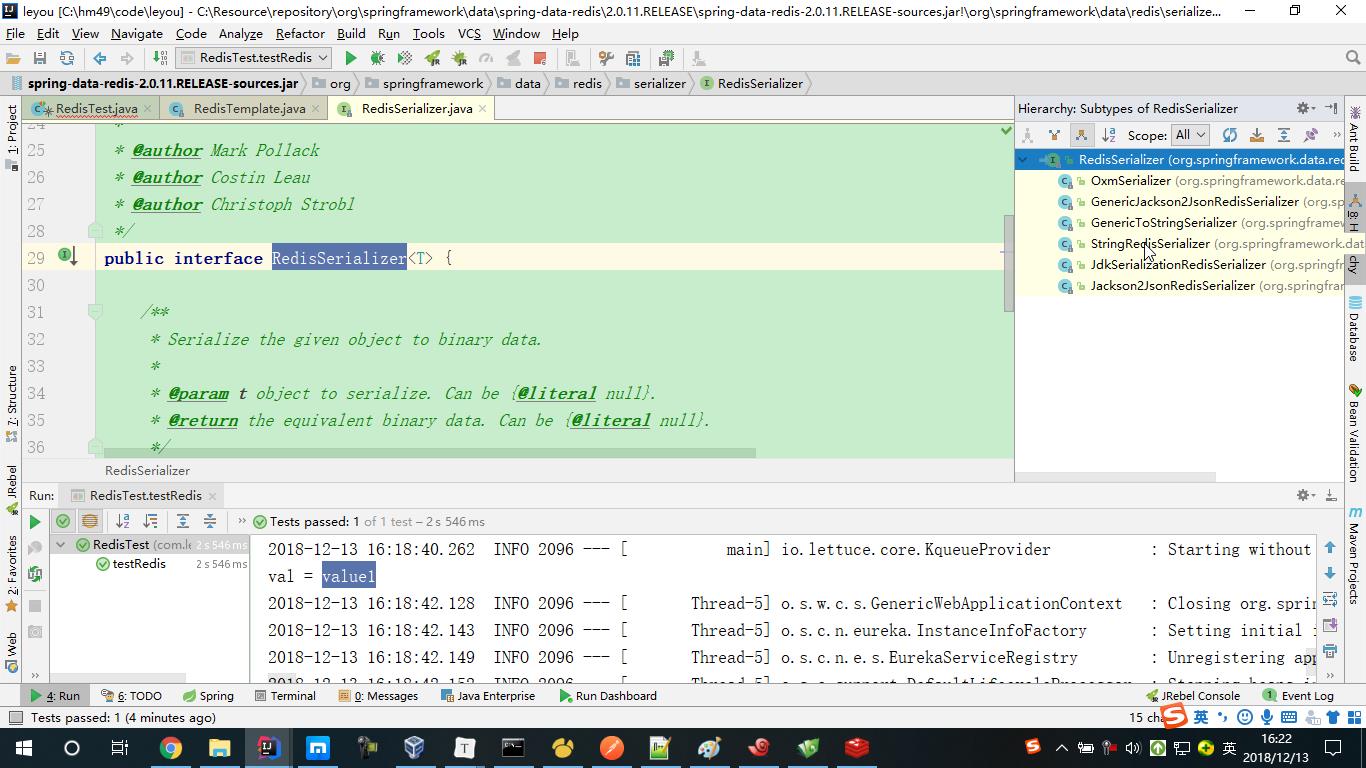 leyou [C:\hm49\code\leyou] - C:\Resource\repository\org\springframework\data\spring-data-redis\2.0.11.RELEASE\spring-data-redis-2.0.11.RELEASE-sources.jar!\org\springframework\data\redis\serialize...
File Edit View Navigate Code Analyze Refactor Build Run Tools VCS Window Help
RedisTest.testRedis
spring-data-redis-2.0.11.RELEASE-sources.jar org springframework data redis serializer RedisSerializer
RedisTest.java RedisTemplate.java RedisSerializer.java
Hierarchy: Subtypes of RedisSerializer
Scope: All
24 *
25 * @author Mark Pollack
26 * @author Costin Leau
27 * @author Christoph Strobl
28 */
29 public interface RedisSerializer<T> {
30
31 /**
32 * Serialize the given object to binary data.
33 *
34 * @param t object to serialize. Can be {@literal null}.
35 * @return the equivalent binary data. Can be {@literal null}.
36 */
RedisSerializer
RedisSerializer (org.springframework.data.rec
OxmSerializer (org.springframework.data.re
GenericJackson2JsonRedisSerializer (org.sp
GenericToStringSerializer (org.springframew
StringRedisSerializer (org.springframework.dat
JdkSerializationRedisSerializer (org.springfr
Jackson2JsonRedisSerializer (org.springfram
1: Project
7: Structure
JRebel
2: Favorites
Web
Ant Build
8: H
chy
Database
Bean Validation
Maven Projects
Run: RedisTest.testRedis
Tests passed: 1 of 1 test – 2 s 546 ms
RedisTest (com.le 2 s 546 ms
testRedis 2 s 546 ms
2018-12-13 16:18:40.262 INFO 2096 --- [ main] io.lettuce.core.KqueueProvider : Starting without
val = value1
2018-12-13 16:18:42.128 INFO 2096 --- [ Thread-5] o.s.w.c.s.GenericWebApplicationContext : Closing org.sprin
2018-12-13 16:18:42.143 INFO 2096 --- [ Thread-5] o.s.c.n.eureka.InstanceInfoFactory : Setting initial i
2018-12-13 16:18:42.149 INFO 2096 --- [ Thread-5] o.s.c.n.e.s.EurekaServiceRegistry : Unregistering app
4: Run 6: TODO Spring Terminal 0: Messages Java Enterprise Run Dashboard JRebel Console 1 Event Log
Tests passed: 1 (4 minutes ago)
15 cha
英
英
16:22
2018/12/13